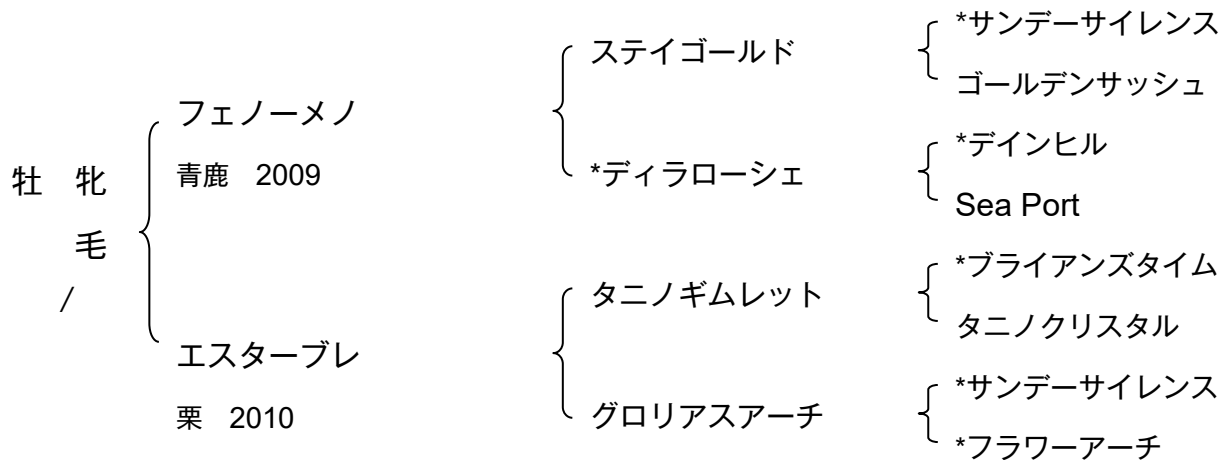 牡　牝
毛
/
フェノーメノ
青鹿　2009
エスターブレ
栗　2010
ステイゴールド
*ディラローシェ
タニノギムレット
グロリアスアーチ
*サンデーサイレンス
ゴールデンサッシュ
*デインヒル
Sea Port
*ブライアンズタイム
タニノクリスタル
*サンデーサイレンス
*フラワーアーチ